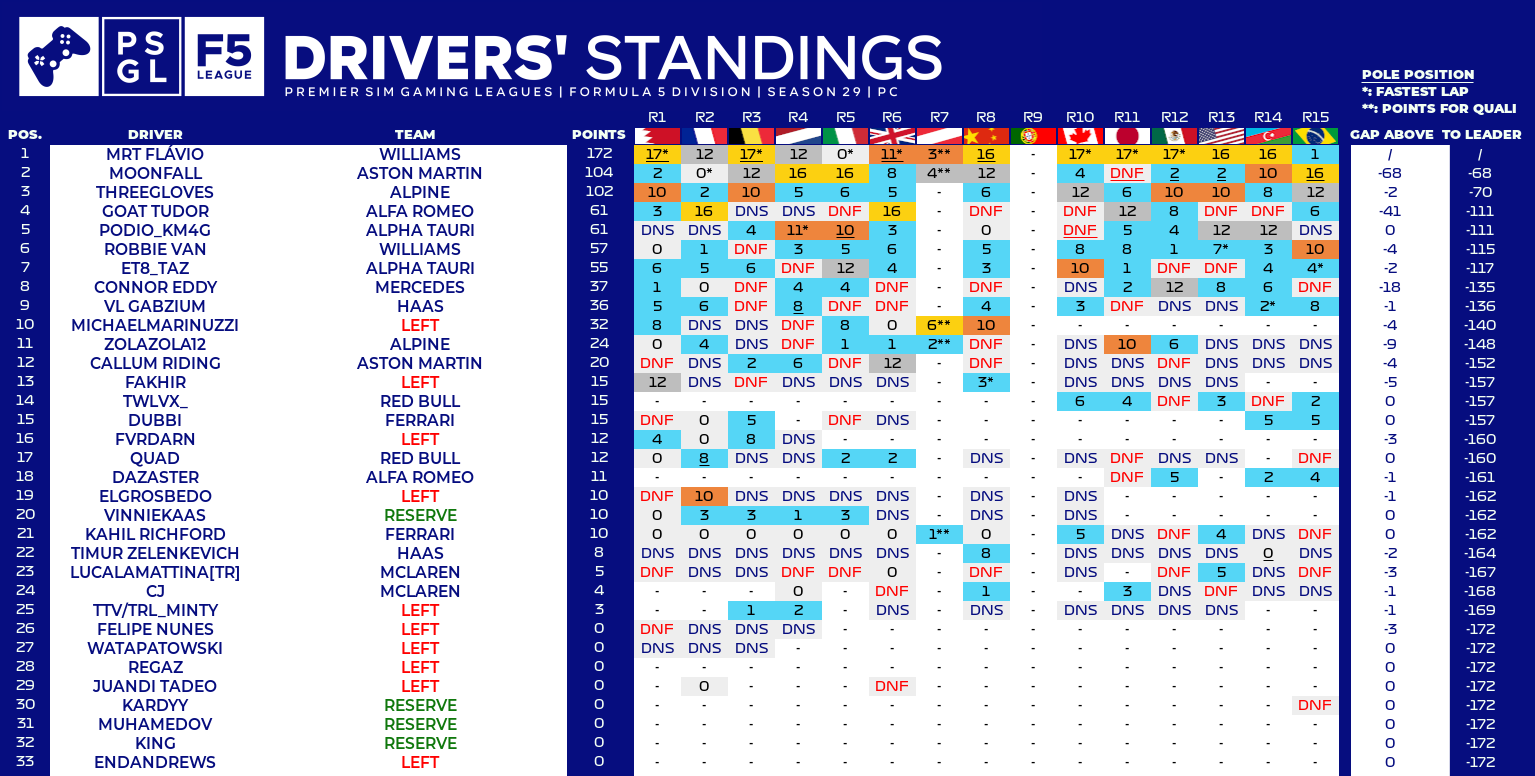 PS
GL
F5
LEAGUE
DRIVERS' STANDINGS
PREMIER SIM GAMING LEAGUES | FORMULA 5 DIVISION | SEASON 29 | PC
POLE POSITION
*: FASTEST LAP
**: POINTS FOR QUALI
POS. DRIVER TEAM POINTS R1 R2 R3 R4 R5 R6 R7 R8 R9 R10 R11 R12 R13 R14 R15 GAP ABOVE TO LEADER
1 MRT FLÁVIO WILLIAMS 172 17* 12 17* 12 0* 11* 3** 16 - 17* 17* 17* 16 16 1 / /
2 MOONFALL ASTON MARTIN 104 2 0* 12 16 16 8 4** 12 - 4 DNF 2 2 10 16 -68 -68
3 THREEGLOVES ALPINE 102 10 2 10 5 6 5 - 6 - 12 6 10 10 8 12 -2 -70
4 GOAT TUDOR ALFA ROMEO 61 3 16 DNS DNS DNF 16 - DNF - DNF 12 8 DNF DNF 6 -41 -111
5 PODIO_KM4G ALPHA TAURI 61 DNS DNS 4 11* 10 3 - 0 - DNF 5 4 12 12 DNS 0 -111
6 ROBBIE VAN WILLIAMS 57 0 1 DNF 3 5 6 - 5 - 8 8 1 7* 3 10 -4 -115
7 ET8_TAZ ALPHA TAURI 55 6 5 6 DNF 12 4 - 3 - 10 1 DNF DNF 4 4* -2 -117
8 CONNOR EDDY MERCEDES 37 1 0 DNF 4 4 DNF - DNF - DNS 2 12 8 6 DNF -18 -135
9 VL GABZIUM HAAS 36 5 6 DNF 8 DNF DNF - 4 - 3 DNF DNS DNS 2* 8 -1 -136
10 MICHAELMARINUZZI LEFT 32 8 DNS DNS DNF 8 0 6** 10 - - - - - - - -4 -140
11 ZOLAZOLA12 ALPINE 24 0 4 DNS DNF 1 1 2** DNF - DNS 10 6 DNS DNS DNS -9 -148
12 CALLUM RIDING ASTON MARTIN 20 DNF DNS 2 6 DNF 12 - DNF - DNS DNS DNF DNS DNS DNS -4 -152
13 FAKHIR LEFT 15 12 DNS DNF DNS DNS DNS - 3* - DNS DNS DNS DNS - - -5 -157
14 TWLVX_ RED BULL 15 - - - - - - - - - 6 4 DNF 3 DNF 2 0 -157
15 DUBBI FERRARI 15 DNF 0 5 - DNF DNS - - - - - - - 5 5 0 -157
16 FVRDARN LEFT 12 4 0 8 DNS - - - - - - - - - - - -3 -160
17 QUAD RED BULL 12 0 8 DNS DNS 2 2 - DNS - DNS DNF DNS DNS - DNF 0 -160
18 DAZASTER ALFA ROMEO 11 - - - - - - - - - - DNF 5 - 2 4 -1 -161
19 ELGROSBEDO LEFT 10 DNF 10 DNS DNS DNS DNS - DNS - DNS - - - - - -1 -162
20 VINNIEKAAS RESERVE 10 0 3 3 1 3 DNS - DNS - DNS - - - - - 0 -162
21 KAHIL RICHFORD FERRARI 10 0 0 0 0 0 0 1** 0 - 5 DNS DNF 4 DNS DNF 0 -162
22 TIMUR ZELENKEVICH HAAS 8 DNS DNS DNS DNS DNS DNS - 8 - DNS DNS DNS DNS 0 DNS -2 -164
23 LUCALAMATTINA[TR] MCLAREN 5 DNF DNS DNS DNF DNF 0 - DNF - DNS - DNF 5 DNS DNF -3 -167
24 CJ MCLAREN 4 - - - 0 - DNF - 1 - - 3 DNS DNF DNS DNS -1 -168
25 TTV/TRL_MINTY LEFT 3 - - 1 2 - DNS - DNS - DNS DNS DNS DNS - - -1 -169
26 FELIPE NUNES LEFT 0 DNF DNS DNS DNS - - - - - - - - - - - -3 -172
27 WATAPATOWSKI LEFT 0 DNS DNS DNS - - - - - - - - - - - - 0 -172
28 REGAZ LEFT 0 - - - - - - - - - - - - - - - 0 -172
29 JUANDI TADEO LEFT 0 - 0 - - - DNF - - - - - - - - - 0 -172
30 KARDYY RESERVE 0 - - - - - - - - - - - - - - DNF 0 -172
31 MUHAMEDOV RESERVE 0 - - - - - - - - - - - - - - - 0 -172
32 KING RESERVE 0 - - - - - - - - - - - - - - - 0 -172
33 ENDANDREWS LEFT 0 - - - - - - - - - - - - - - - 0 -172